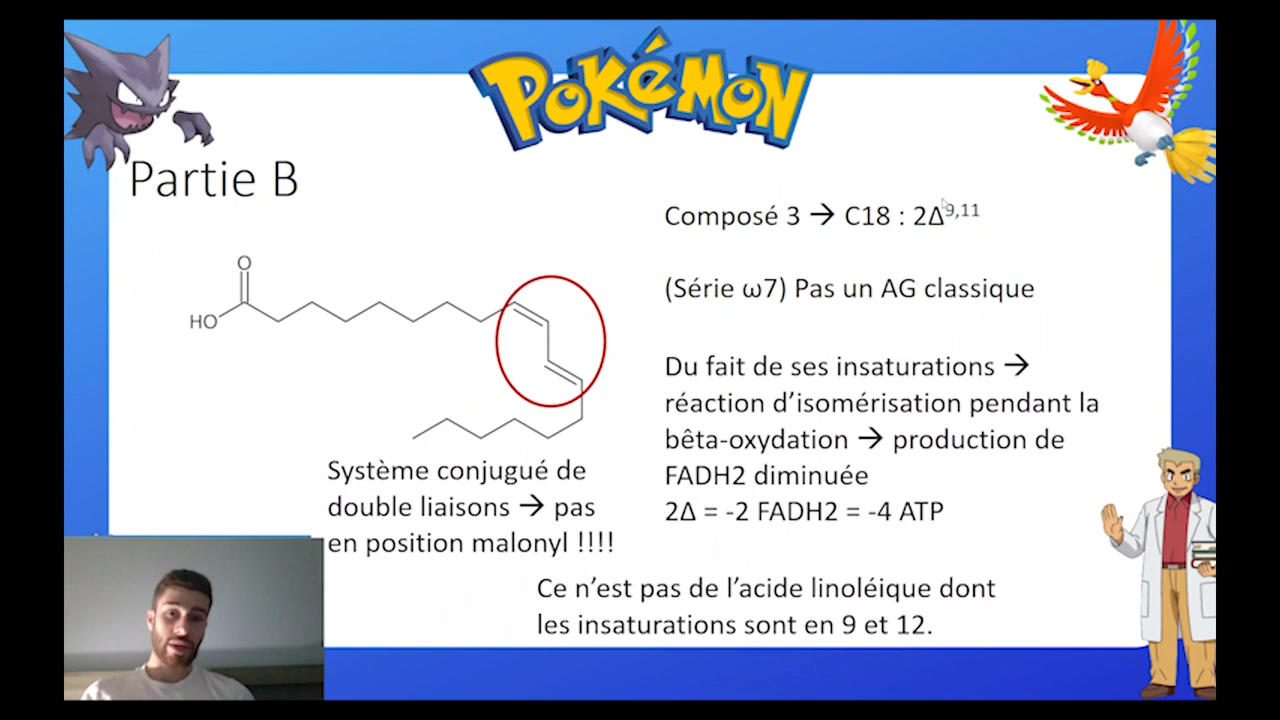 POKÉMON
Partie B
Composé 3 → C18 : 2Δ9,11
(Série ω7) Pas un AG classique
O
HO
Du fait de ses insaturations →
réaction d’isomérisation pendant la
bêta-oxydation → production de
FADH2 diminuée
2Δ = -2 FADH2 = -4 ATP
Système conjugué de
double liaisons → pas
en position malonyl !!!!
Ce n’est pas de l’acide linoléique dont
les insaturations sont en 9 et 12.